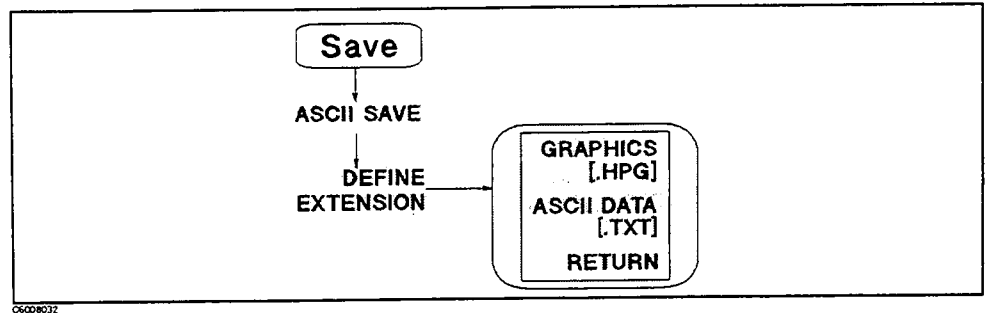 Save
ASCII SAVE
DEFINE
EXTENSION
GRAPHICS
[.HPG]
ASCII DATA
[.TXT]
RETURN
C6008032